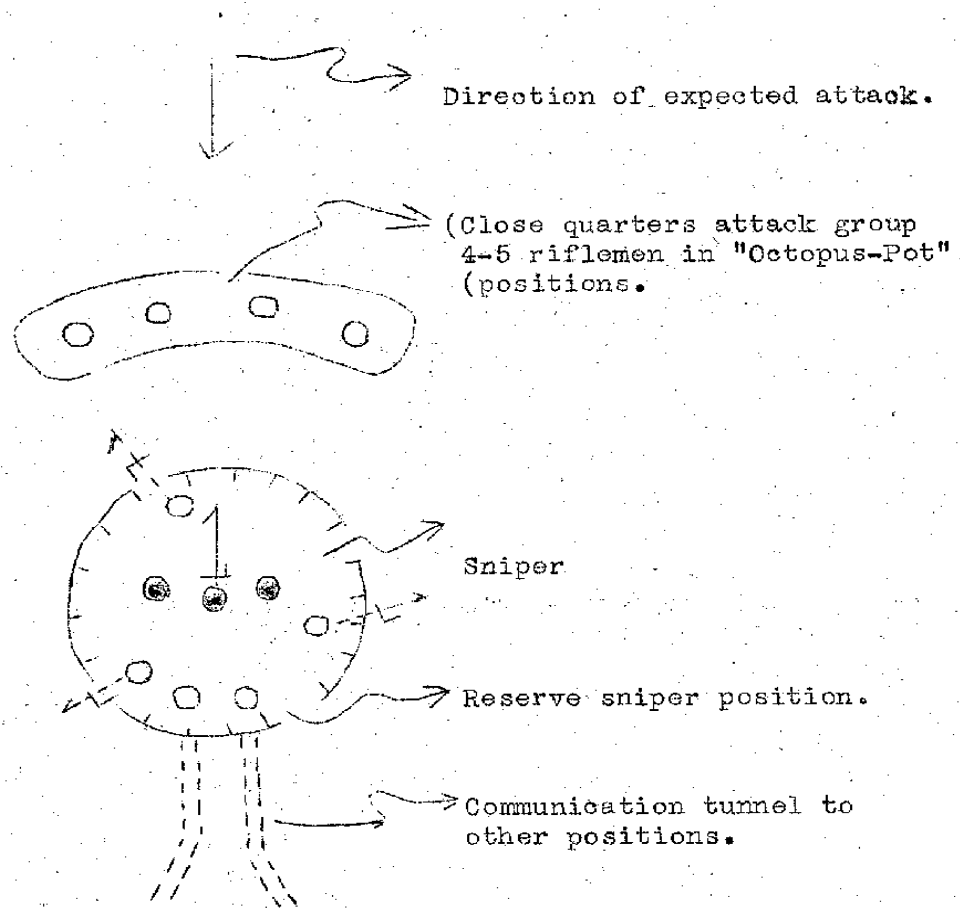 Direction of expected attack.
(Close quarters attack group
4-5 riflemen in "Octopus-Pot"
(positions.
Sniper
Reserve sniper position.
Communication tunnel to
other positions.